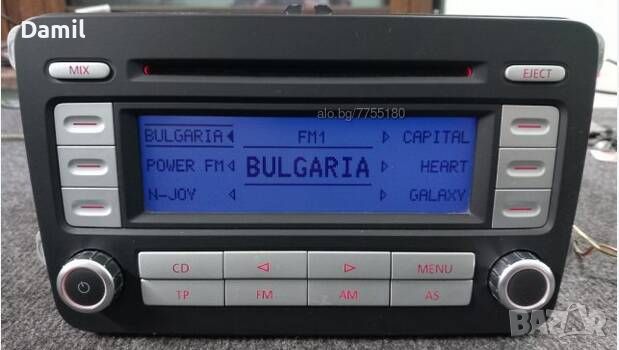 Damil
MIX
EJECT
alo.bg/7755180
BULGARIA FM1 CAPITAL
POWER FM BULGARIA HEART
N-JOY GALAXY
CD MENU
TP FM AM AS
BAZAR